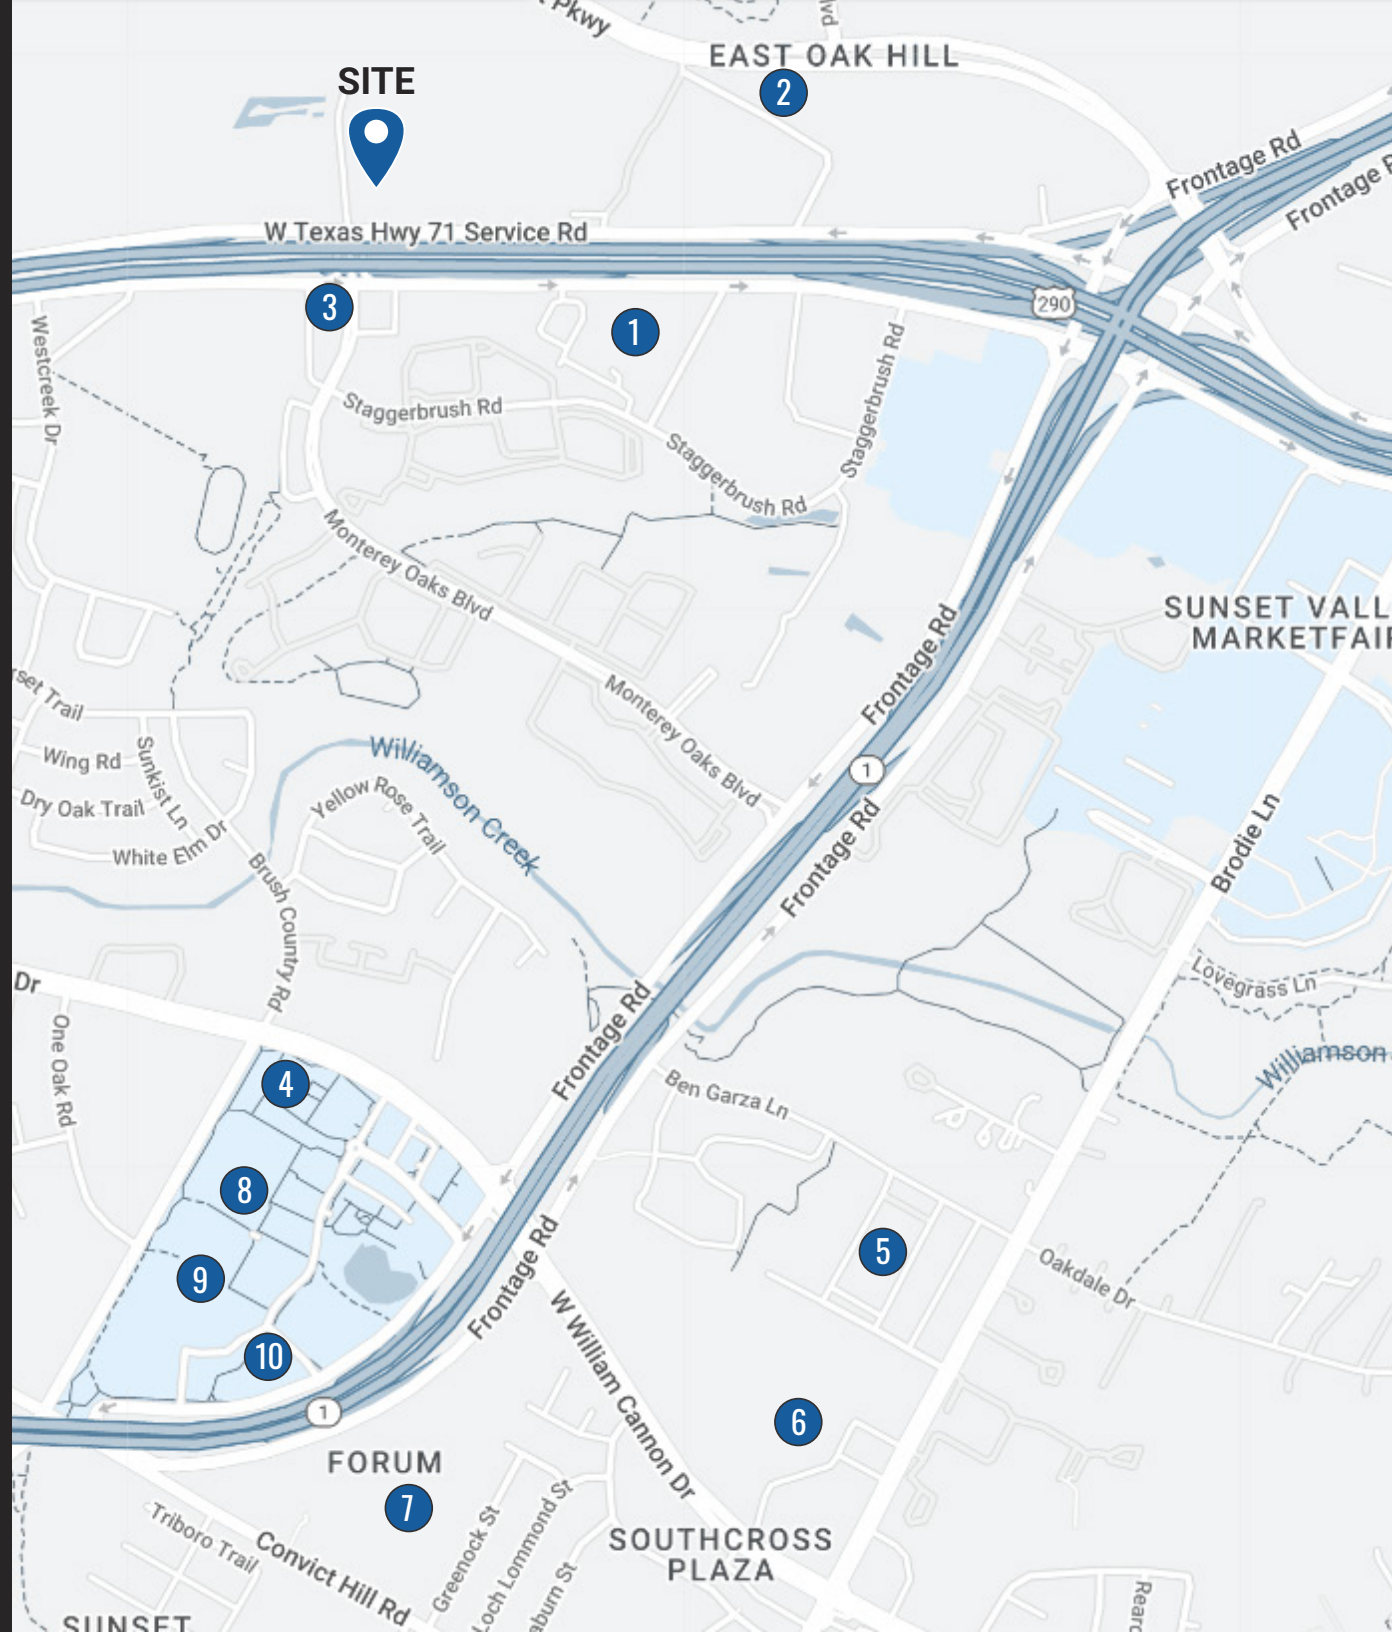 Pkwy
EAST OAK HILL
2
SITE
Frontage Rd
Frontage
W Texas Hwy 71 Service Rd
290
3
1
Westcreek Dr
Staggerbrush Rd
Staggerbrush Rd
Staggerbrush Rd
Monterey Oaks Blvd
SUNSET VALL
MARKETFAIR
Frontage Rd
Monterey Oaks Blvd
set Trail
Wing Rd
Sunkist Ln
Williamson Creek
1
Dry Oak Trail
Yellow Rose Trail
Frontage Rd
Brodie Ln
White Elm Dr
Brush Country Rd
Dr
Lovegrass Ln
Frontage Rd
One Oak Rd
Williamson
4
Ben Garza Ln
8
5
9
Frontage Rd
Oakdale Dr
10
W William Cannon Dr
1
6
FORUM
7
Triboro Trail
Convict Hill Rd
Greenock St
Loch Lommond St
aburn St
SOUTHCROSS
PLAZA
SUNSET
Rearc